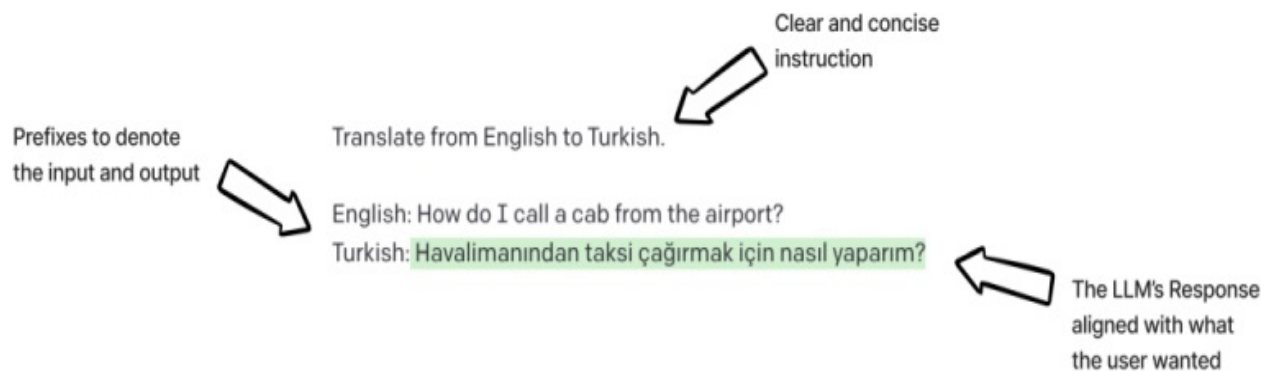 Clear and concise
instruction
Prefixes to denote
the input and output
Translate from English to Turkish.
English: How do I call a cab from the airport?
Turkish: Havalimanından taksi çağırmak için nasıl yaparım?
The LLM's Response
aligned with what
the user wanted